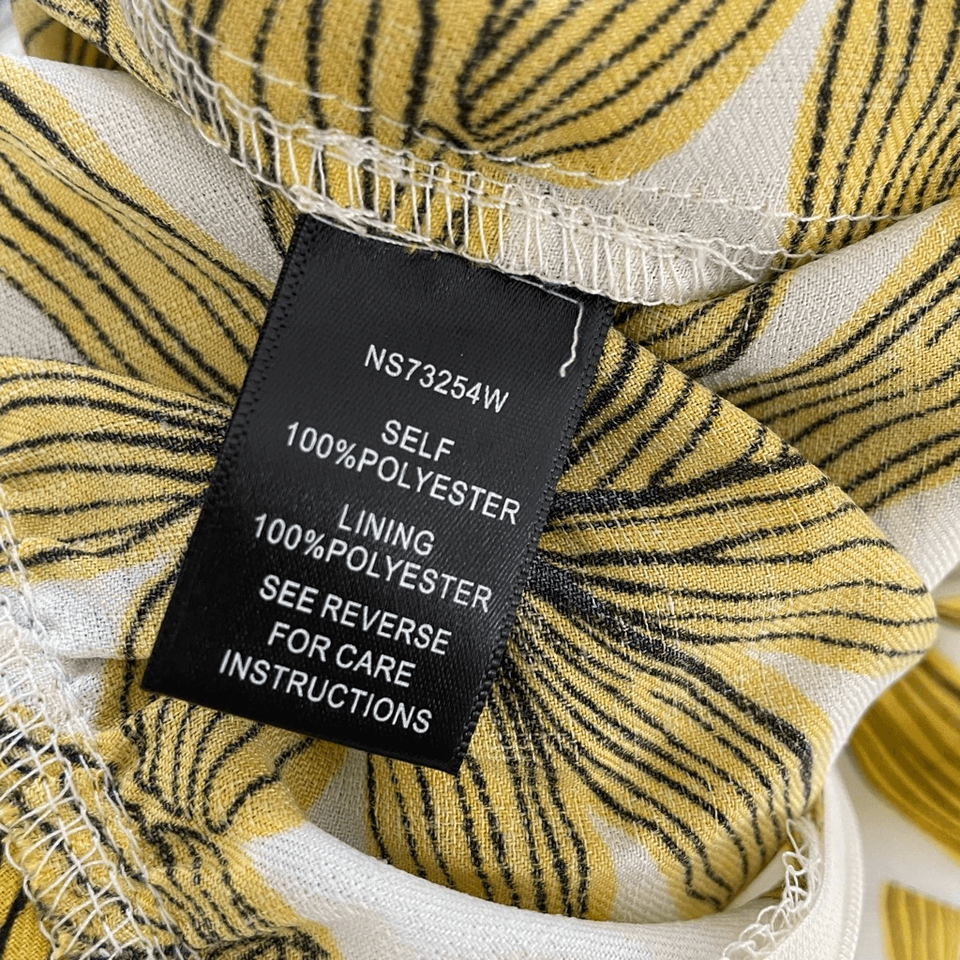 NS73254W
SELF
100%POLYESTER
LINING
100%POLYESTER
SEE REVERSE
FOR CARE
INSTRUCTIONS